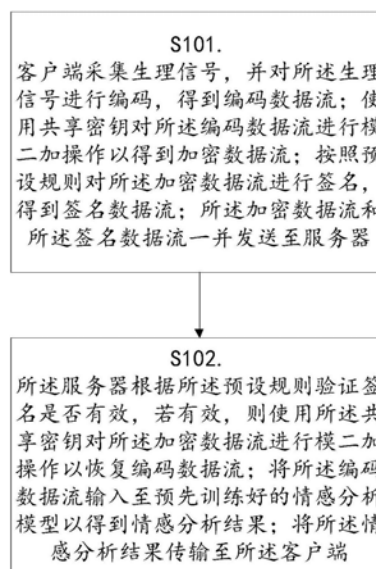 S101.
客户端采集生理信号，并对所述生理
信号进行编码，得到编码数据流；使
用共享密钥对所述编码数据流进行模
二加操作以得到加密数据流；按照预
设规则对所述加密数据流进行签名，
得到签名数据流；所述加密数据流和
所述签名数据流一并发送至服务器
S102.
所述服务器根据所述预设规则验证签
名是否有效，若有效，则使用所述共
享密钥对所述加密数据流进行模二加
操作以恢复编码数据流；将所述编码
数据流输入至预先训练好的情感分析
模型以得到情感分析结果；将所述情
感分析结果传输至所述客户端